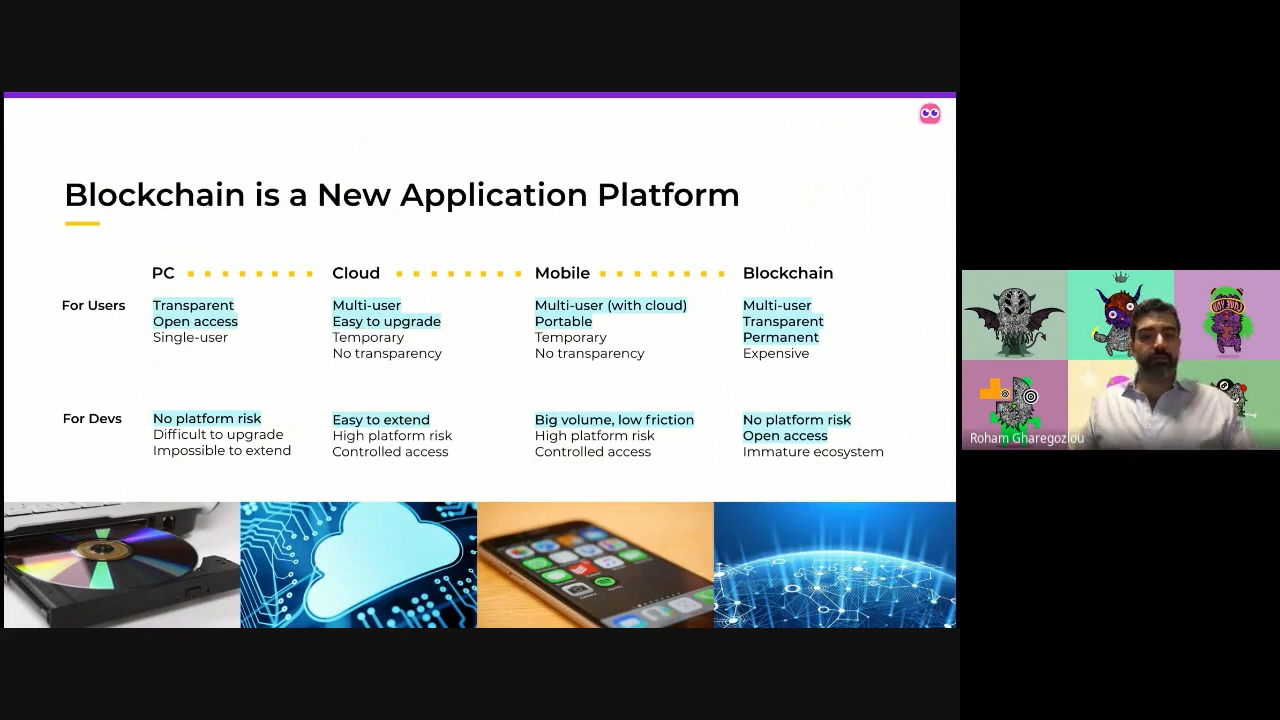 Blockchain is a New Application Platform
PC
Cloud
Mobile
Blockchain
For Users
Transparent
Open access
Single-user
Multi-user
Easy to upgrade
Temporary
No transparency
Multi-user (with cloud)
Portable
Temporary
No transparency
Multi-user
Transparent
Permanent
Expensive
For Devs
No platform risk
Difficult to upgrade
Impossible to extend
Easy to extend
High platform risk
Controlled access
Big volume, low friction
High platform risk
Controlled access
No platform risk
Open access
Immature ecosystem
Roham Gharegozlou